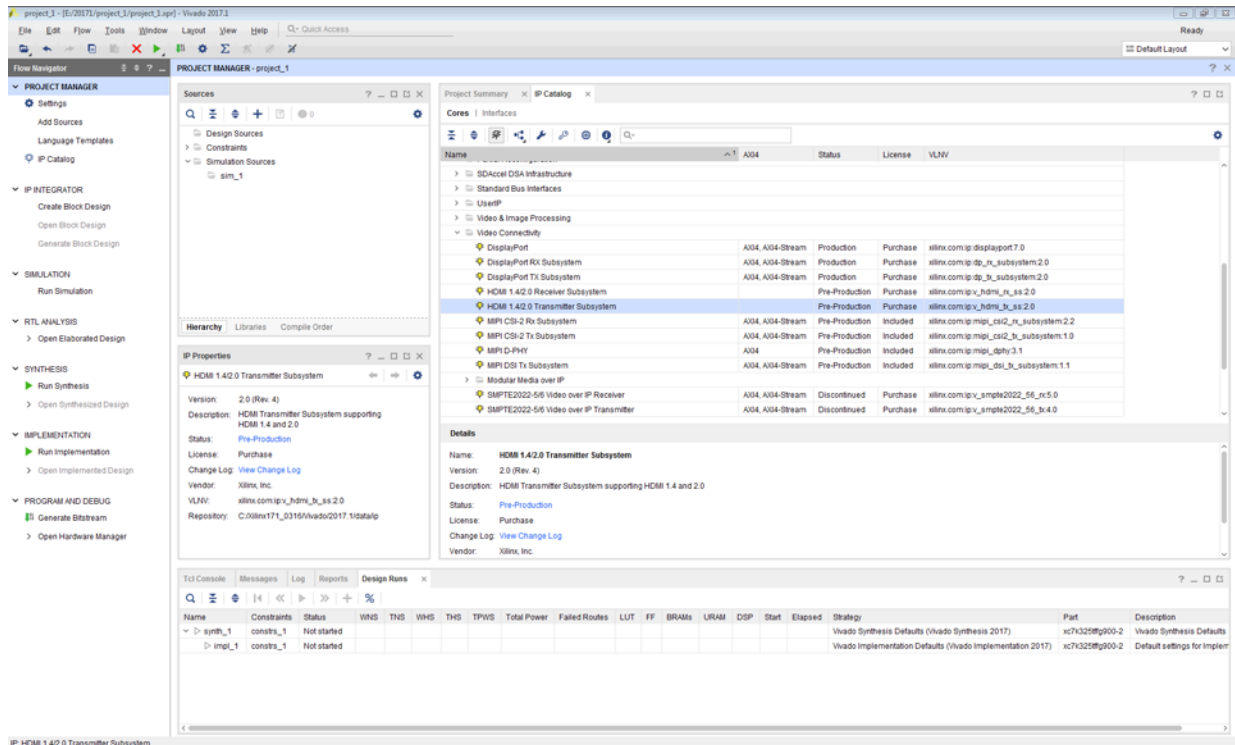 project_1 - [E:/20171/project_1/project_1.xpr] - Vivado 2017.1
File Edit Flow Tools Window Layout View Help Q- Quick Access Ready
Default Layout
Flow Navigator
PROJECT MANAGER
Settings
Add Sources
Language Templates
IP Catalog
IP INTEGRATOR
Create Block Design
Open Block Design
Generate Block Design
SIMULATION
Run Simulation
RTL ANALYSIS
Open Elaborated Design
SYNTHESIS
Run Synthesis
Open Synthesized Design
IMPLEMENTATION
Run Implementation
Open Implemented Design
PROGRAM AND DEBUG
Generate Bitstream
Open Hardware Manager
PROJECT MANAGER - project_1
Sources
0
Design Sources
Constraints
Simulation Sources
sim_1
Hierarchy Libraries Compile Order
IP Properties
HDMI 1.4/2.0 Transmitter Subsystem
Version: 2.0 (Rev. 4)
Description: HDMI Transmitter Subsystem supporting
HDMI 1.4 and 2.0
Status: Pre-Production
License: Purchase
Change Log: View Change Log
Vendor: Xilinx, Inc.
VLNV: xilinx.com:ip:v_hdmi_tx_ss:2.0
Repository: C:/Xilinx171_0316/Vivado/2017.1/data/ip
Project Summary IP Catalog
Cores | Interfaces
Name 1 AXI4 Status License VLNV
SDAccel DSA Infrastructure
Standard Bus Interfaces
UserIP
Video & Image Processing
Video Connectivity
DisplayPort AXI4, AXI4-Stream Production Purchase xilinx.com:ip:displayport:7.0
DisplayPort RX Subsystem AXI4, AXI4-Stream Production Purchase xilinx.com:ip:dp_rx_subsystem:2.0
DisplayPort TX Subsystem AXI4, AXI4-Stream Production Purchase xilinx.com:ip:dp_tx_subsystem:2.0
HDMI 1.4/2.0 Receiver Subsystem Pre-Production Purchase xilinx.com:ip:v_hdmi_rx_ss:2.0
HDMI 1.4/2.0 Transmitter Subsystem Pre-Production Purchase xilinx.com:ip:v_hdmi_tx_ss:2.0
MIPI CSI-2 Rx Subsystem AXI4, AXI4-Stream Pre-Production Included xilinx.com:ip:mipi_csi2_rx_subsystem:2.2
MIPI CSI-2 Tx Subsystem AXI4, AXI4-Stream Pre-Production Included xilinx.com:ip:mipi_csi2_tx_subsystem:1.0
MIPI D-PHY AXI4 Pre-Production Included xilinx.com:ip:mipi_dphy:3.1
MIPI DSI Tx Subsystem AXI4, AXI4-Stream Pre-Production Included xilinx.com:ip:mipi_dsi_tx_subsystem:1.1
Modular Media over IP
SMPTE2022-5/6 Video over IP Receiver AXI4, AXI4-Stream Discontinued Purchase xilinx.com:ip:v_smpte2022_56_rx:5.0
SMPTE2022-5/6 Video over IP Transmitter AXI4, AXI4-Stream Discontinued Purchase xilinx.com:ip:v_smpte2022_56_tx:4.0
Details
Name: HDMI 1.4/2.0 Transmitter Subsystem
Version: 2.0 (Rev. 4)
Description: HDMI Transmitter Subsystem supporting HDMI 1.4 and 2.0
Status: Pre-Production
License: Purchase
Change Log: View Change Log
Vendor: Xilinx, Inc.
Tcl Console Messages Log Reports Design Runs
Name Constraints Status WNS TNS WHS THS TPWS Total Power Failed Routes LUT FF BRAMs URAM DSP Start Elapsed Strategy Part Description
synth_1 constrs_1 Not started Vivado Synthesis Defaults (Vivado Synthesis 2017) xc7k325tffg900-2 Vivado Synthesis Defaults
impl_1 constrs_1 Not started Vivado Implementation Defaults (Vivado Implementation 2017) xc7k325tffg900-2 Default settings for Implem
IP: HDMI 1.4/2.0 Transmitter Subsystem